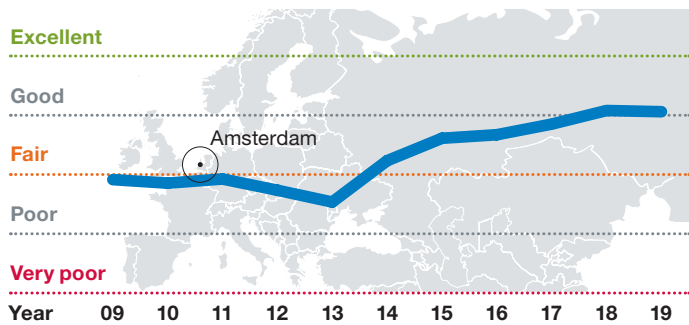 Excellent
Good
Amsterdam
Fair
Poor
Very poor
Year 09 10 11 12 13 14 15 16 17 18 19